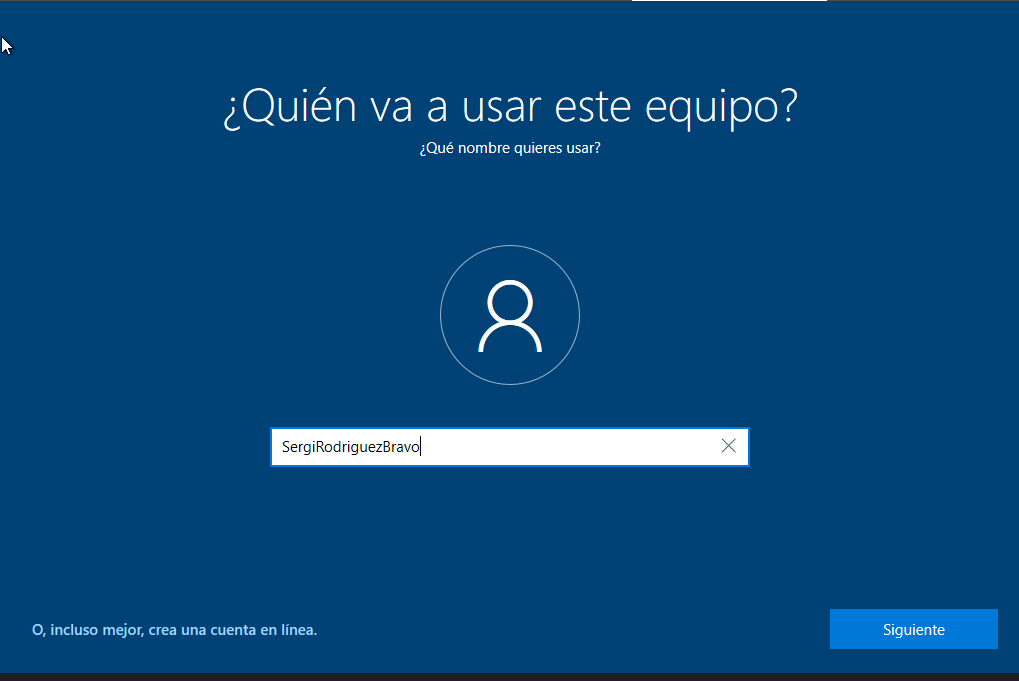 ¿Quién va a usar este equipo?
¿Qué nombre quieres usar?
SergiRodriguezBravo
O, incluso mejor, crea una cuenta en línea.
Siguiente